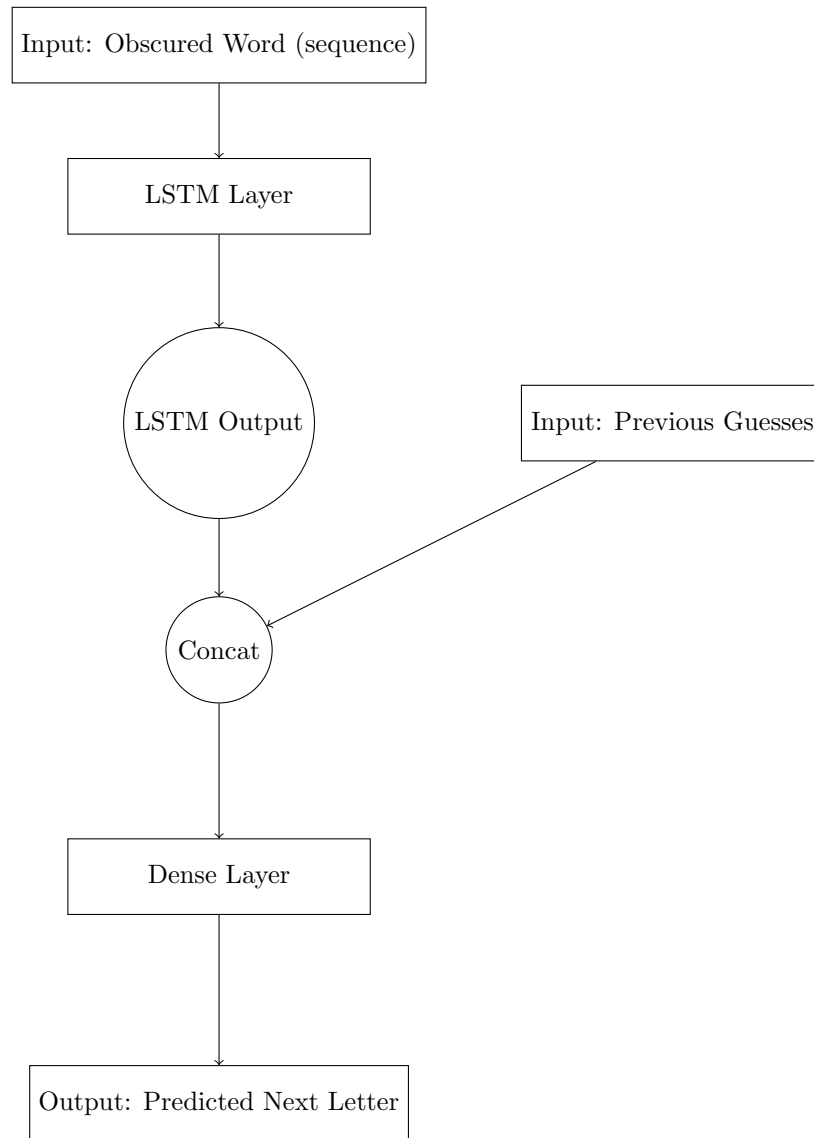 Input: Obscured Word (sequence)
LSTM Layer
LSTM Output
Input: Previous Guesses
Concat
Dense Layer
Output: Predicted Next Letter